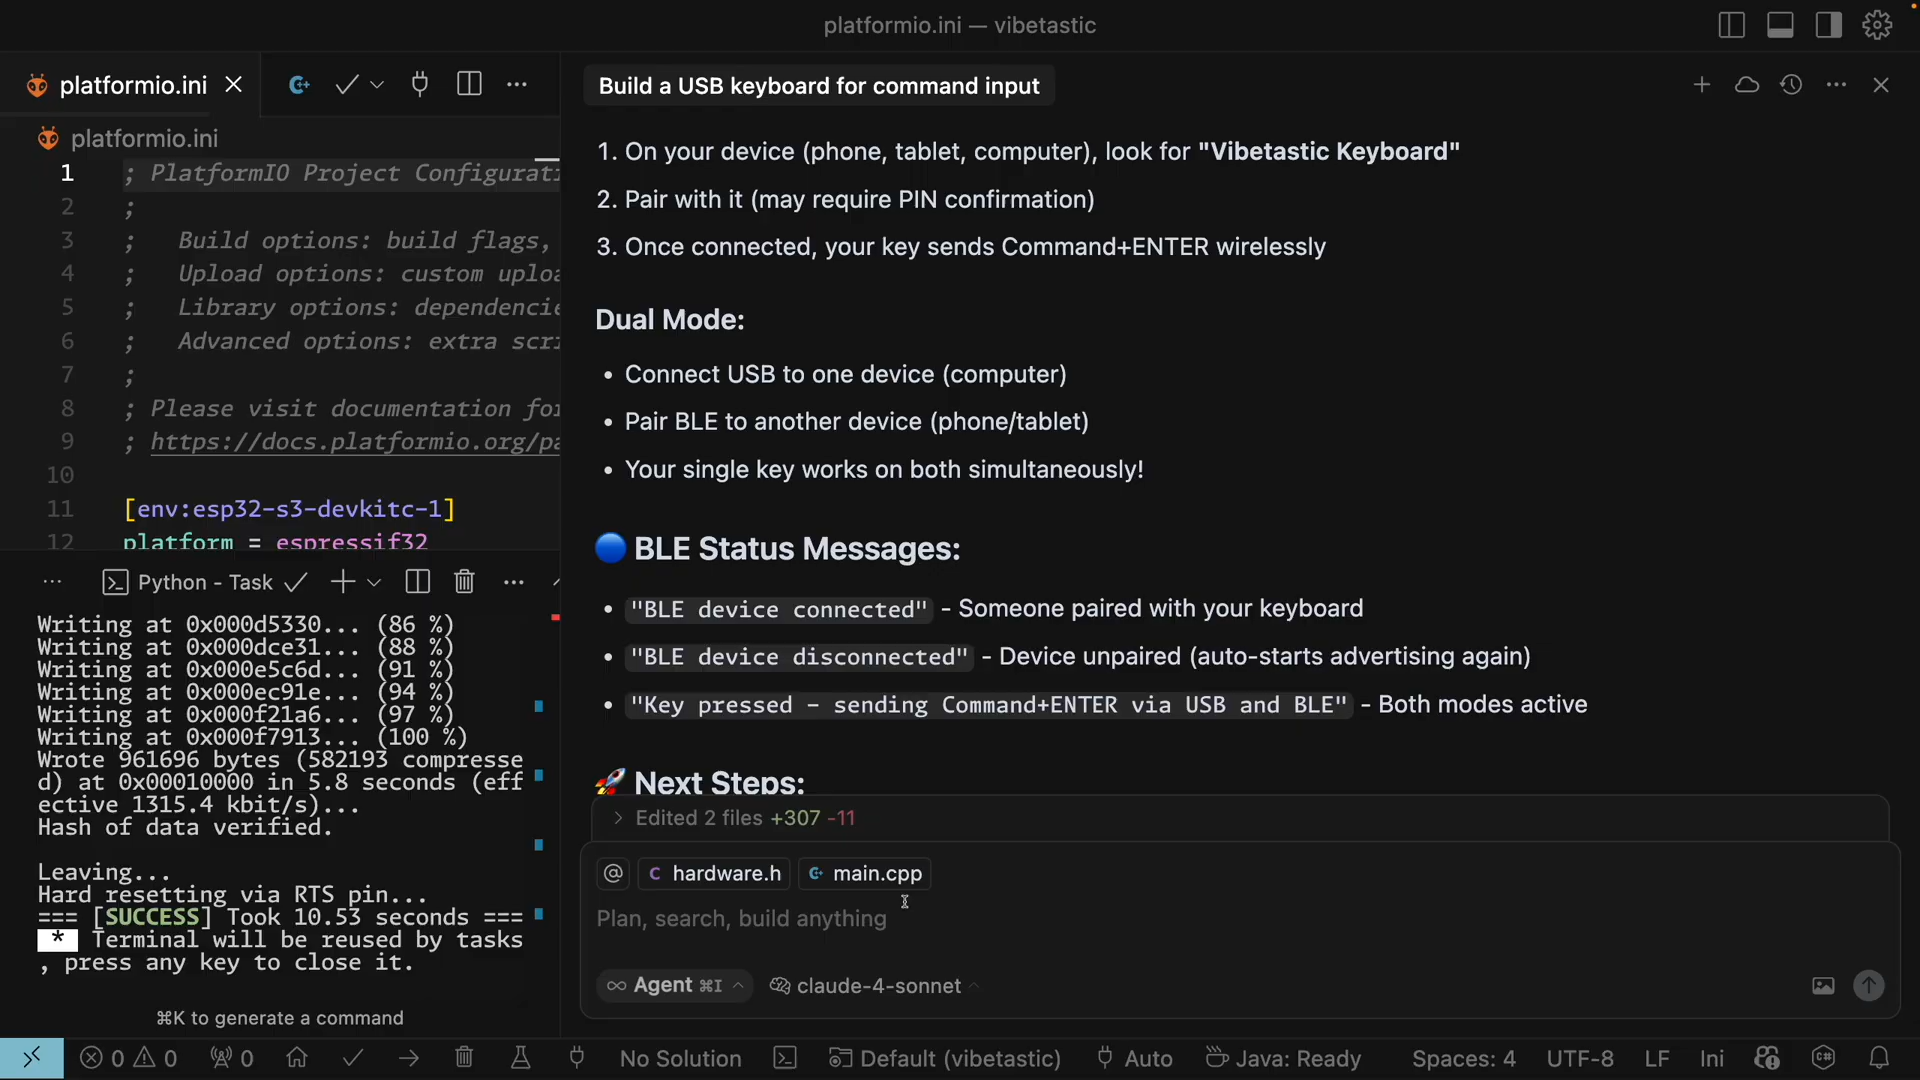 platformio.ini — vibetastic
platformio.ini
Build a USB keyboard for command input
platformio.ini
1 ; PlatformIO Project Configurati
2 ;
3 ;   Build options: build flags,
4 ;   Upload options: custom uploa
5 ;   Library options: dependencie
6 ;   Advanced options: extra scri
7 ;
8 ; Please visit documentation for
9 ; https://docs.platformio.org/pa
10
11 [env:esp32-s3-devkitc-1]
12 platform = espressif32
Python - Task
Writing at 0x000d5330... (86 %)
Writing at 0x000dce31... (88 %)
Writing at 0x000e5c6d... (91 %)
Writing at 0x000ec91e... (94 %)
Writing at 0x000f21a6... (97 %)
Writing at 0x000f7913... (100 %)
Wrote 961696 bytes (582193 compresse
d) at 0x00010000 in 5.8 seconds (eff
ective 1315.4 kbit/s)...
Hash of data verified.
Leaving...
Hard resetting via RTS pin...
=== [SUCCESS] Took 10.53 seconds ===
* Terminal will be reused by tasks
, press any key to close it.
⌘K to generate a command
1. On your device (phone, tablet, computer), look for "Vibetastic Keyboard"
2. Pair with it (may require PIN confirmation)
3. Once connected, your key sends Command+ENTER wirelessly
Dual Mode:
• Connect USB to one device (computer)
• Pair BLE to another device (phone/tablet)
• Your single key works on both simultaneously!
🔵 BLE Status Messages:
• "BLE device connected" - Someone paired with your keyboard
• "BLE device disconnected" - Device unpaired (auto-starts advertising again)
• "Key pressed – sending Command+ENTER via USB and BLE" - Both modes active
🚀 Next Steps:
Edited 2 files +307 -11
@ C hardware.h main.cpp
Plan, search, build anything
∞ Agent ⌘I claude-4-sonnet
0 0 0 No Solution Default (vibetastic) Auto Java: Ready Spaces: 4 UTF-8 LF Ini